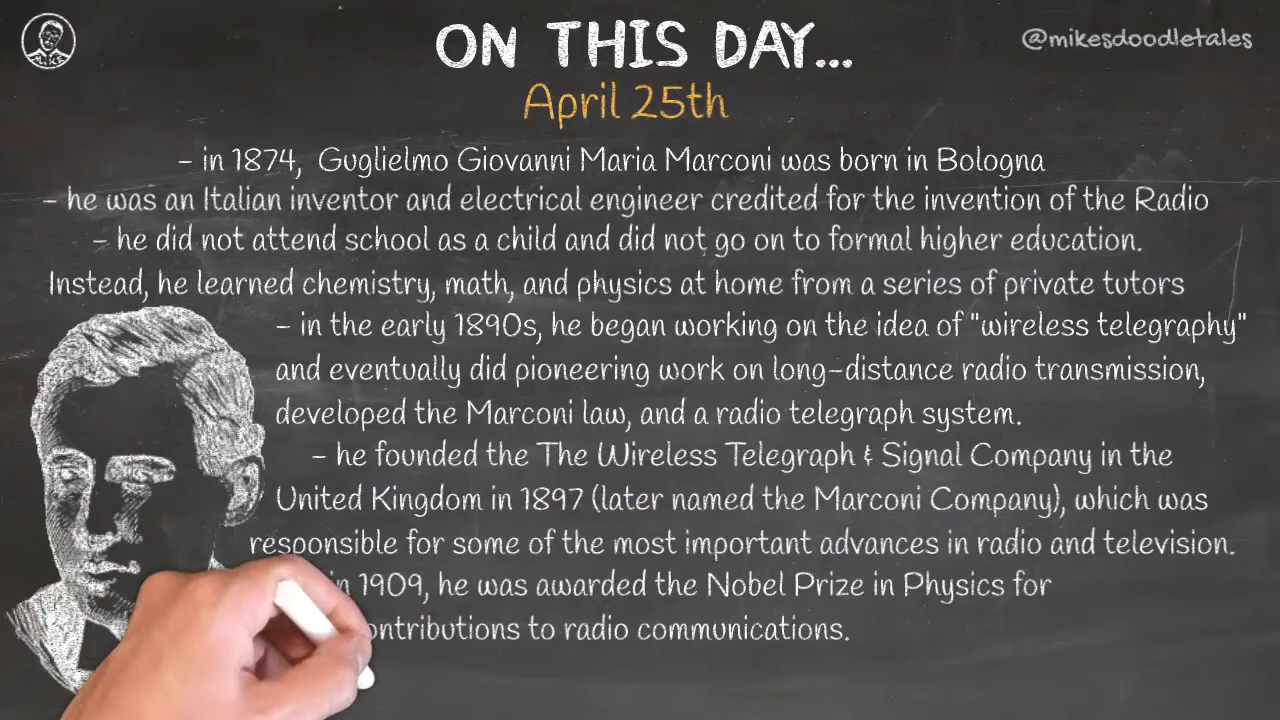 ON THIS DAY...
@mikesdoodletales
April 25th
MIKE
- in 1874, Guglielmo Giovanni Maria Marconi was born in Bologna
- he was an Italian inventor and electrical engineer credited for the invention of the Radio
- he did not attend school as a child and did not go on to formal higher education.
Instead, he learned chemistry, math, and physics at home from a series of private tutors
- in the early 1890s, he began working on the idea of "wireless telegraphy"
and eventually did pioneering work on long-distance radio transmission,
developed the Marconi law, and a radio telegraph system.
- he founded the The Wireless Telegraph & Signal Company in the
United Kingdom in 1897 (later named the Marconi Company), which was
responsible for some of the most important advances in radio and television.
in 1909, he was awarded the Nobel Prize in Physics for
ontributions to radio communications.